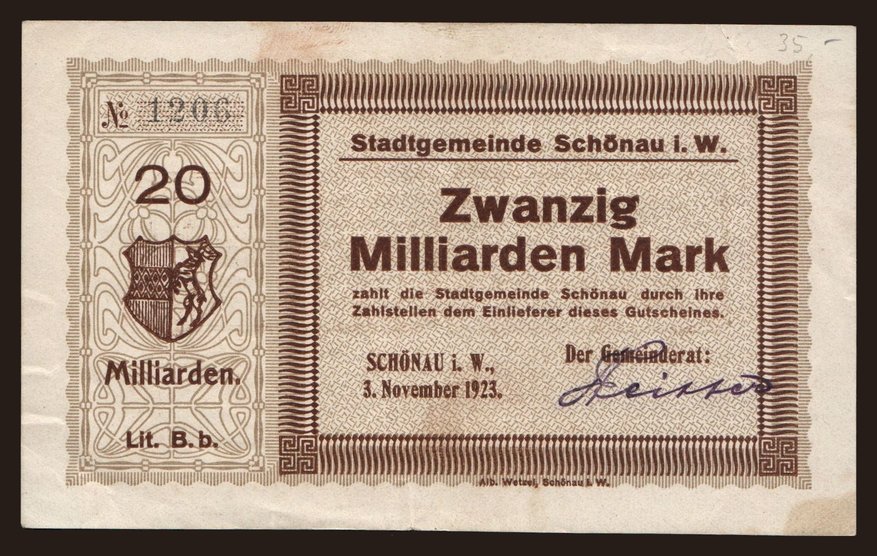 35.-
No 1206
20
Milliarden.
Lit. B. b.
Stadtgemeinde Schönau i. W.
Zwanzig
Milliarden Mark
zahlt die Stadtgemeinde Schönau durch ihre
Zahlstellen dem Einlieferer dieses Gutscheines.
SCHÖNAU i. W.,
3. November 1923.
Der Gemeinderat:
Alb. Wetzel, Schönau i. W.